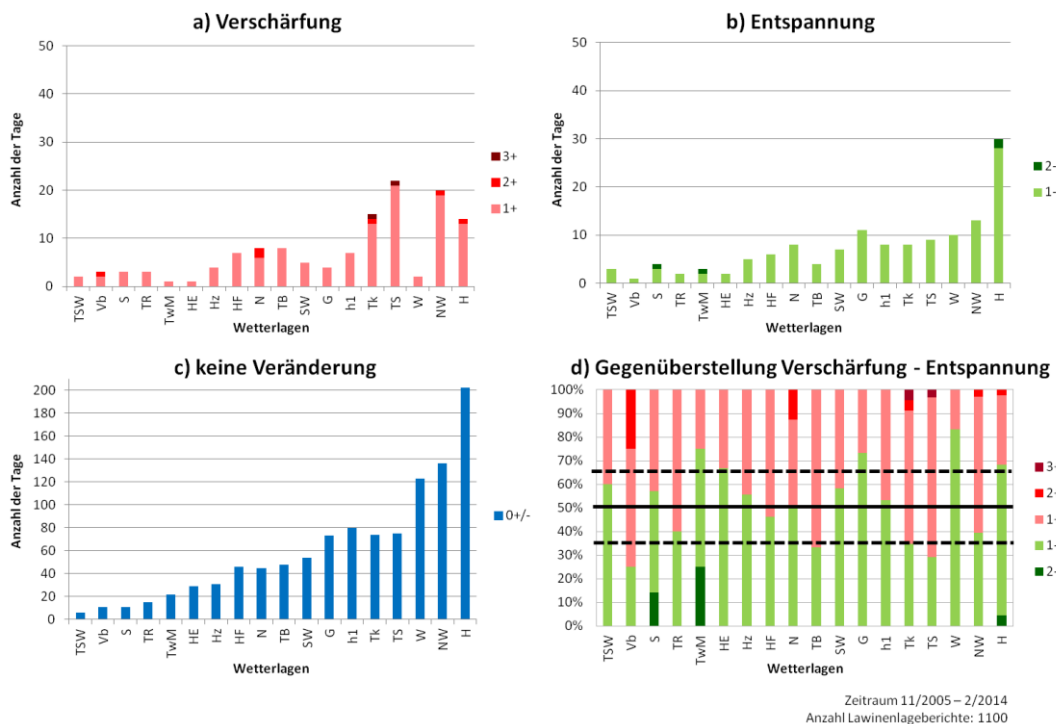 a) Verschärfung
50
40
30
20
10
0
Anzahl der Tage
TSW Vb S TR TwM HE Hz HF N TB SW G h1 Tk TS W NW H
Wetterlagen
3+
2+
1+
b) Entspannung
50
40
30
20
10
0
Anzahl der Tage
TSW Vb S TR TwM HE Hz HF N TB SW G h1 Tk TS W NW H
Wetterlagen
2-
1-
c) keine Veränderung
200
180
160
140
120
100
80
60
40
20
0
Anzahl der Tage
TSW Vb S TR TwM HE Hz HF N TB SW G h1 Tk TS W NW H
Wetterlagen
0+/-
d) Gegenüberstellung Verschärfung - Entspannung
100%
90%
80%
70%
60%
50%
40%
30%
20%
10%
0%
TSW Vb S TR TwM HE Hz HF N TB SW G h1 Tk TS W NW H
Wetterlagen
Zeitraum 11/2005 – 2/2014
Anzahl Lawinenlageberichte: 1100